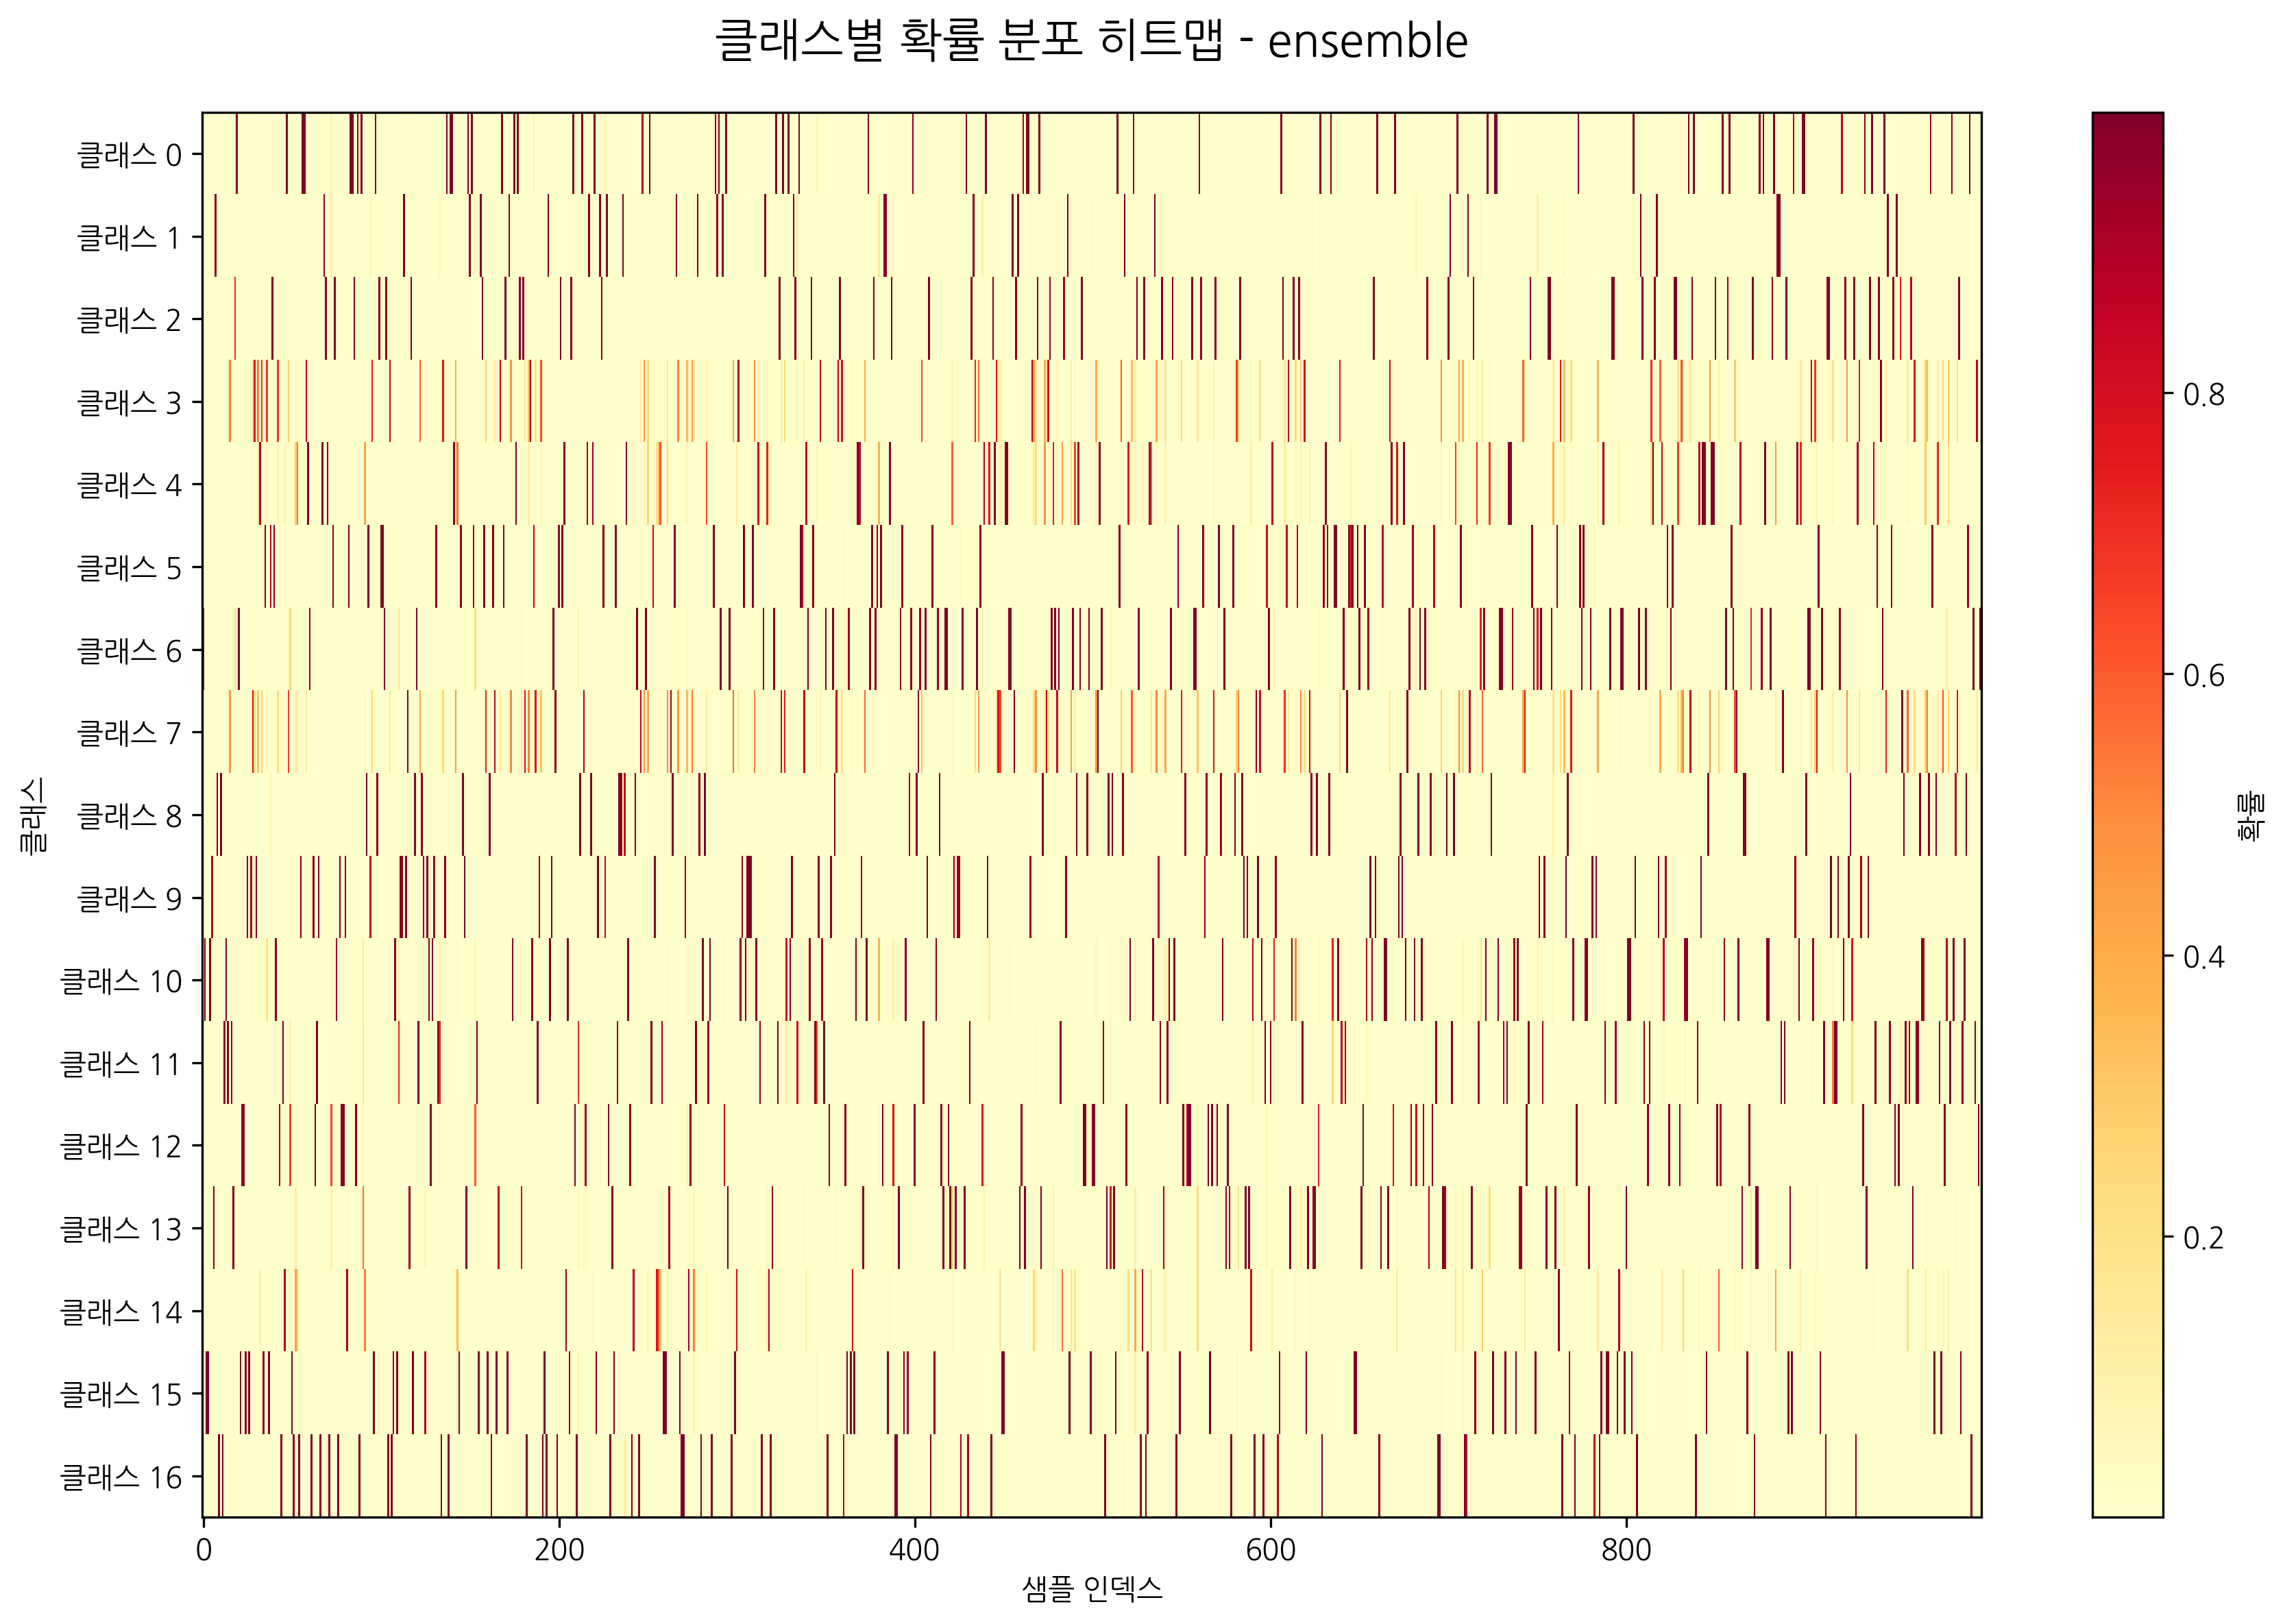 클래스별 확률 분포 히트맵 - ensemble
클래스 0
클래스 1
클래스 2
클래스 3
클래스 4
클래스 5
클래스 6
클래스 7
클래스 8
클래스 9
클래스 10
클래스 11
클래스 12
클래스 13
클래스 14
클래스 15
클래스 16
클래스
0 200 400 600 800
샘플 인덱스
0.8
0.6
0.4
0.2
확률